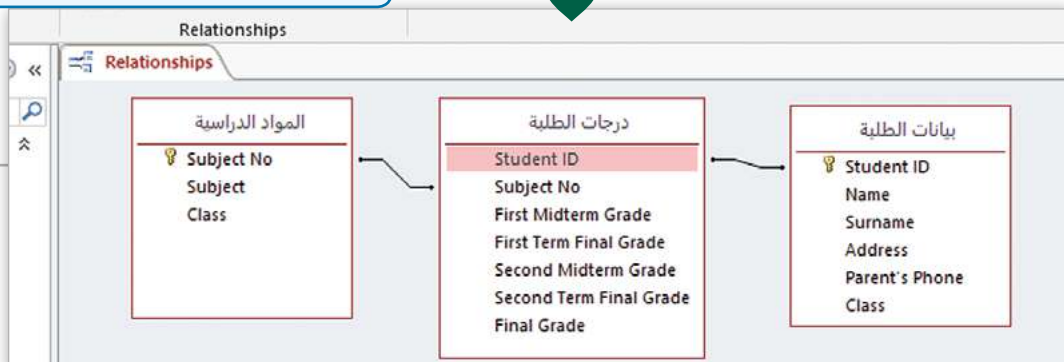 Relationships
Relationships
المواد الدراسية
Subject No
Subject
Class
درجات الطلبة
Student ID
Subject No
First Midterm Grade
First Term Final Grade
Second Midterm Grade
Second Term Final Grade
Final Grade
بيانات الطلبة
Student ID
Name
Surname
Address
Parent's Phone
Class